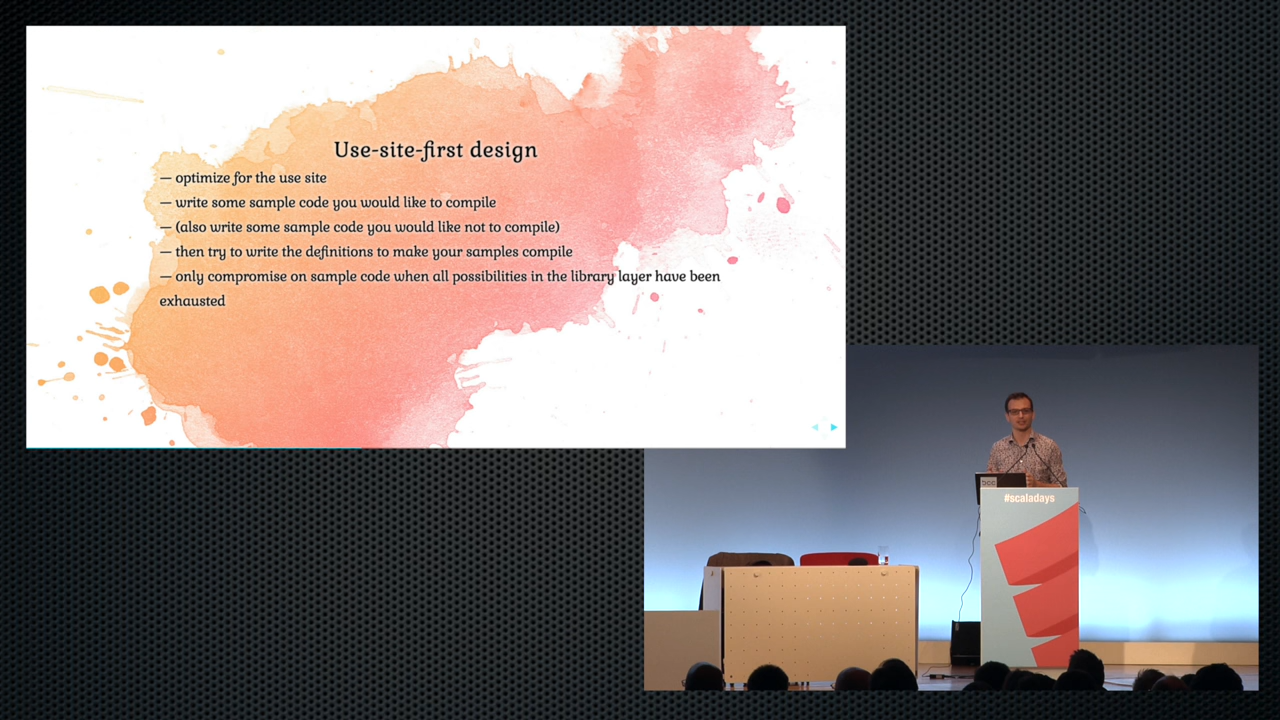 Use-site-first design
— optimize for the use site
— write some sample code you would like to compile
— (also write some sample code you would like not to compile)
— then try to write the definitions to make your samples compile
— only compromise on sample code when all possibilities in the library layer have been
exhausted
#scaladays